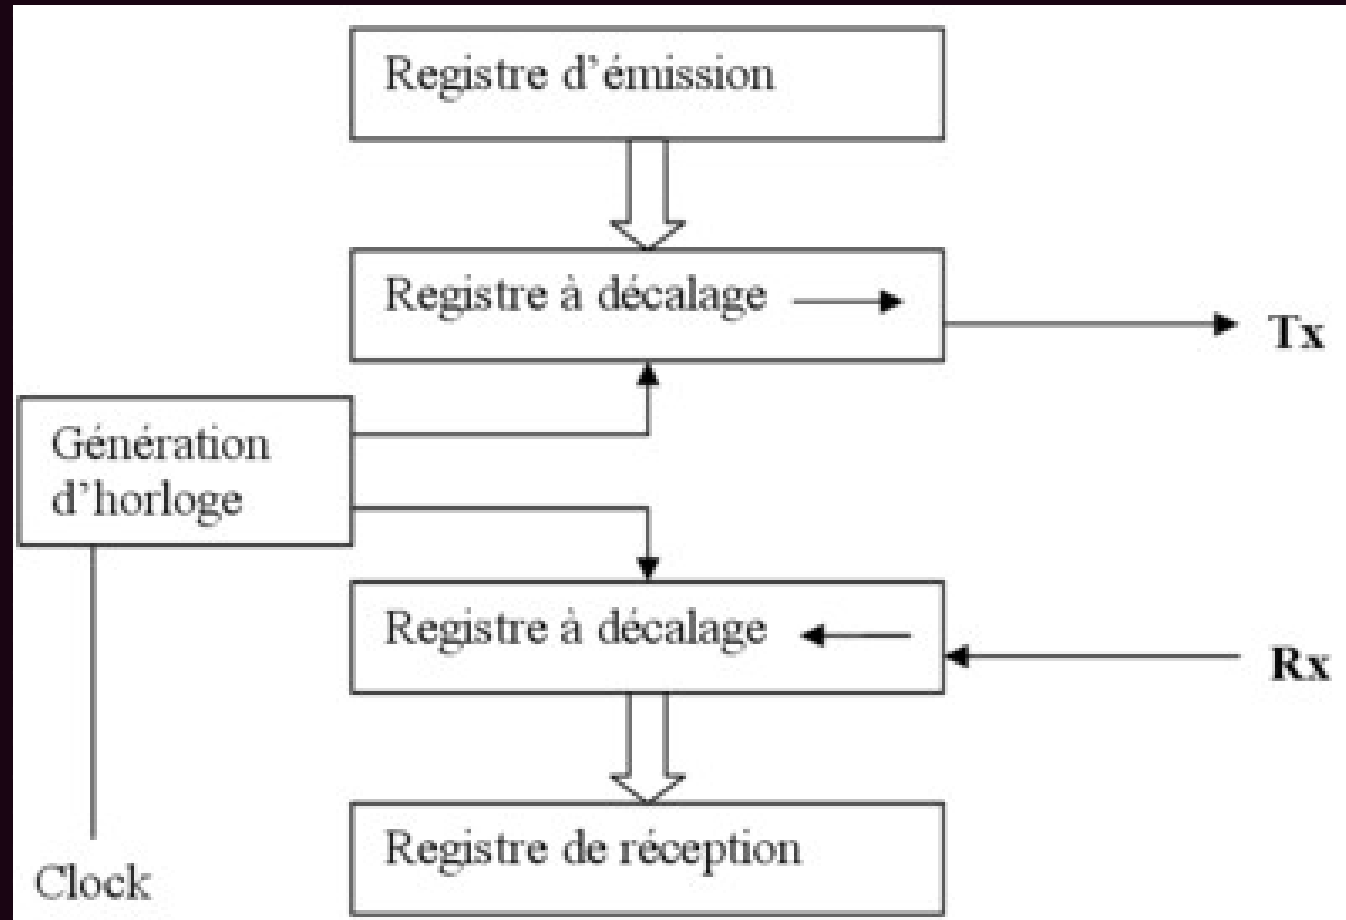 Registre d'émission
Registre à décalage
Tx
Génération
d'horloge
Registre à décalage
Rx
Registre de réception
Clock